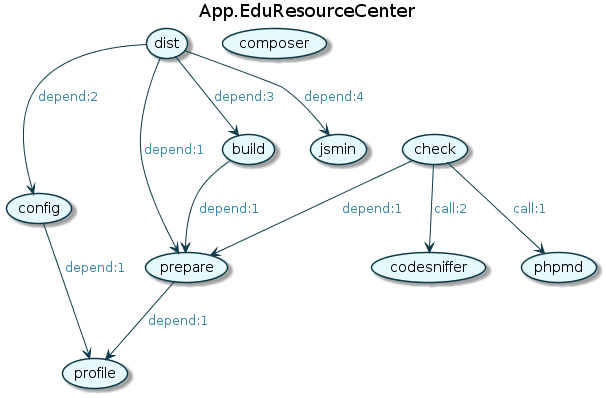 App.EduResourceCenter
dist
composer
depend:2
depend:3
depend:4
depend:1
build
jsmin
check
config
depend:1
depend:1
call:2
call:1
depend:1
prepare
codesniffer
phpmd
depend:1
profile